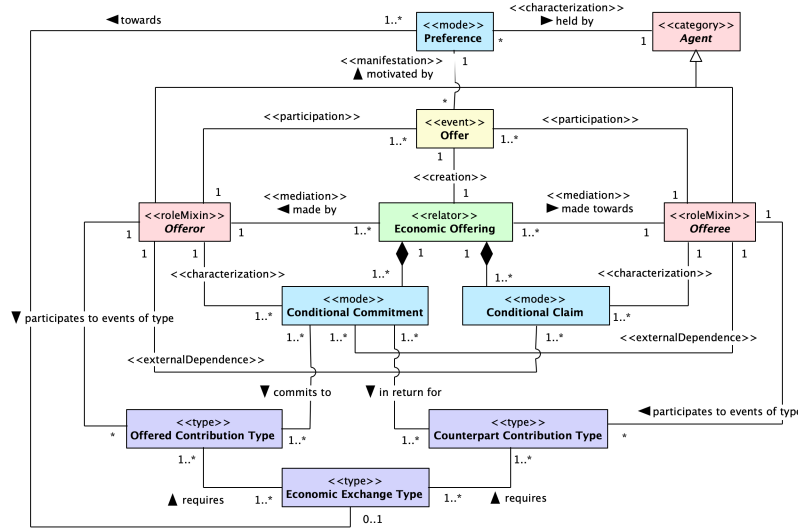 <<characterization>>
◀ towards
1..*
<<mode>>
Preference
▶ held by
*
1
<<category>>
Agent
<<manifestation>>
▲ motivated by
1
*
<<participation>>
1..*
<<event>>
Offer
1..*
<<participation>>
1
<<creation>>
1
1
1
<<mediation>>
◀ made by
<<mediation>>
▶ made towards
<<roleMixin>>
Offeror
1
1
1..*
<<relator>>
Economic Offering
1..*
1
<<roleMixin>>
Offeree
1
1
1
1
1
1
1
<<characterization>>
1..*
1..*
<<characterization>>
<<mode>>
Conditional Commitment
<<mode>>
Conditional Claim
1..*
1..*
▼ participates to events of type
1..*
1..*
1..*
1..*
<<externalDependence>>
<<externalDependence>>
▼ commits to
▼ in return for
◀ participates to events of type
<<type>>
Offered Contribution Type
*
1..*
<<type>>
Counterpart Contribution Type
1..*
*
1..*
1..*
<<type>>
Economic Exchange Type
▲ requires
1..*
1..*
▲ requires
0..1